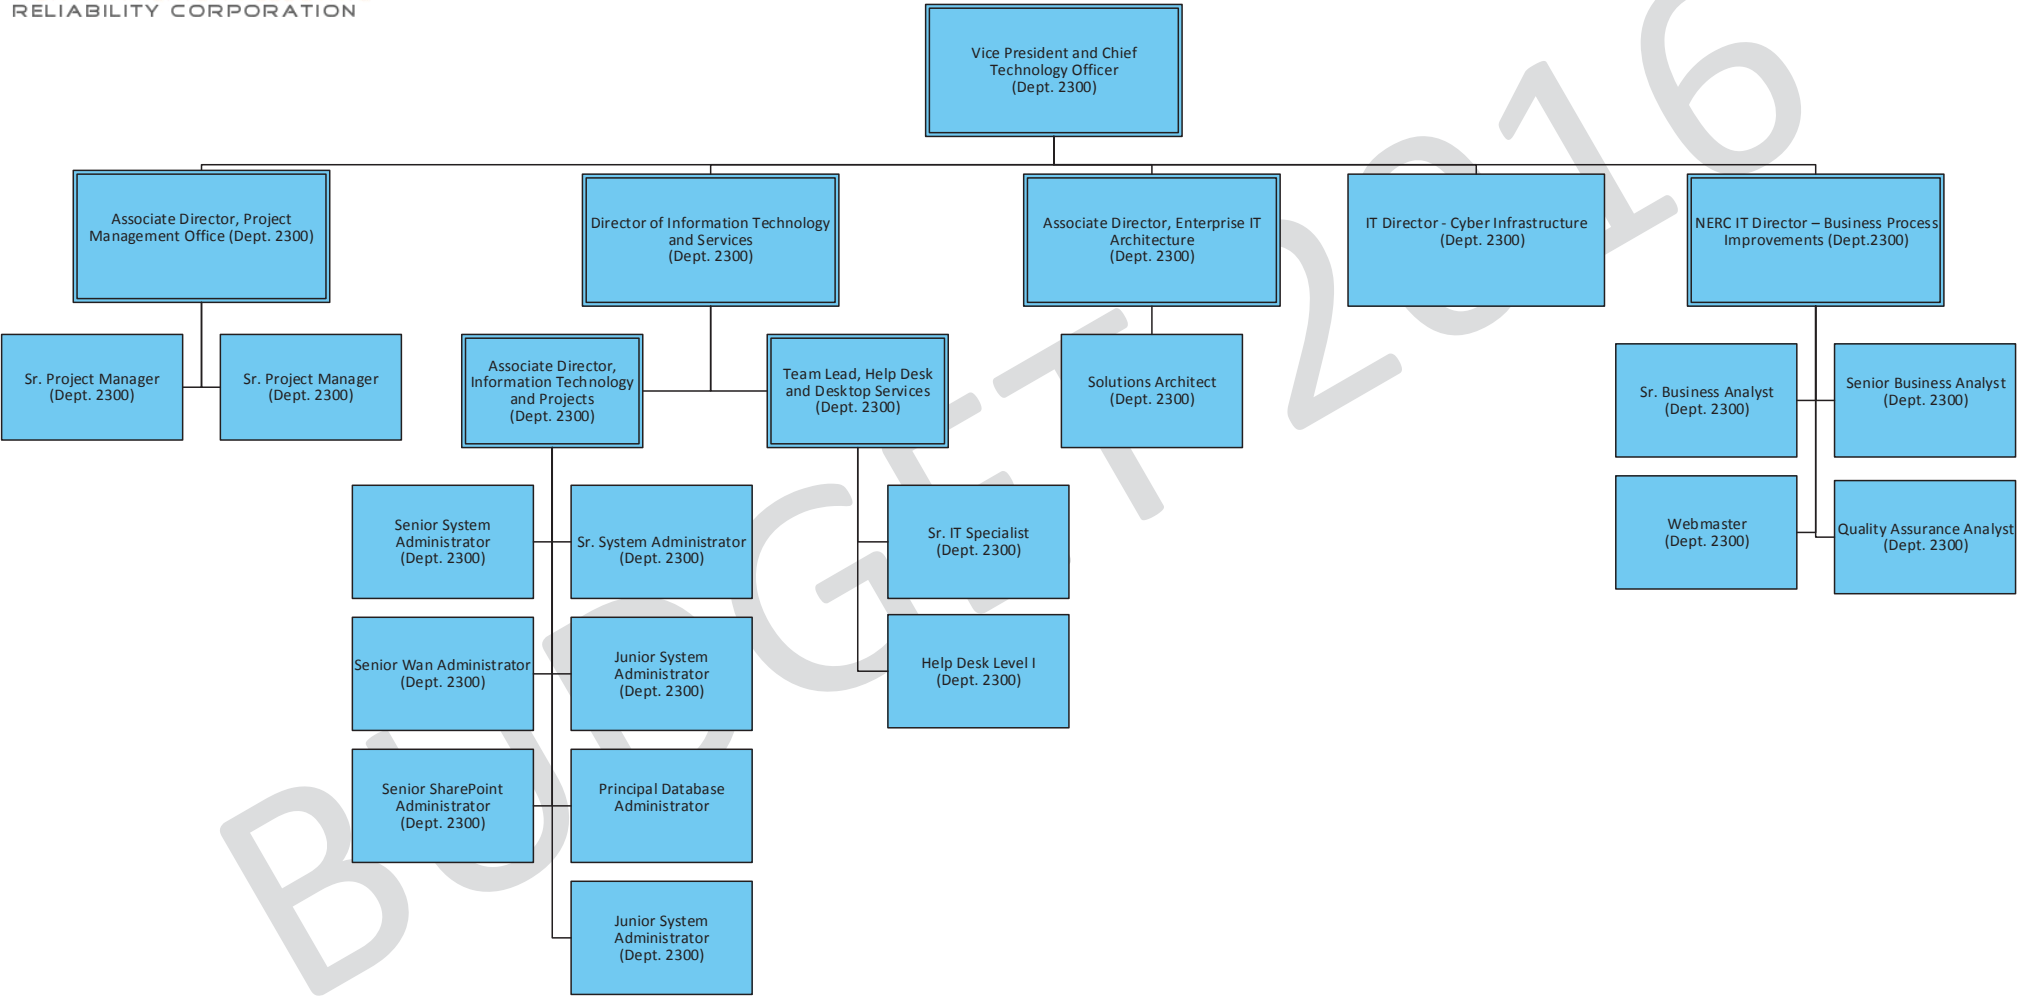 RELIABILITY CORPORATION
Vice President and Chief
Technology Officer
(Dept. 2300)
Associate Director, Project
Management Office (Dept. 2300)
Director of Information Technology
and Services
(Dept. 2300)
Associate Director, Enterprise IT
Architecture
(Dept. 2300)
IT Director - Cyber Infrastructure
(Dept. 2300)
NERC IT Director – Business Process
Improvements (Dept.2300)
Sr. Project Manager
(Dept. 2300)
Sr. Project Manager
(Dept. 2300)
Associate Director,
Information Technology
and Projects
(Dept. 2300)
Team Lead, Help Desk
and Desktop Services
(Dept. 2300)
Solutions Architect
(Dept. 2300)
Sr. Business Analyst
(Dept. 2300)
Senior Business Analyst
(Dept. 2300)
Senior System
Administrator
(Dept. 2300)
Sr. System Administrator
(Dept. 2300)
Sr. IT Specialist
(Dept. 2300)
Webmaster
(Dept. 2300)
Quality Assurance Analyst
(Dept. 2300)
Senior Wan Administrator
(Dept. 2300)
Junior System
Administrator
(Dept. 2300)
Help Desk Level I
(Dept. 2300)
Senior SharePoint
Administrator
(Dept. 2300)
Principal Database
Administrator
Junior System
Administrator
(Dept. 2300)
BUDGET 2016